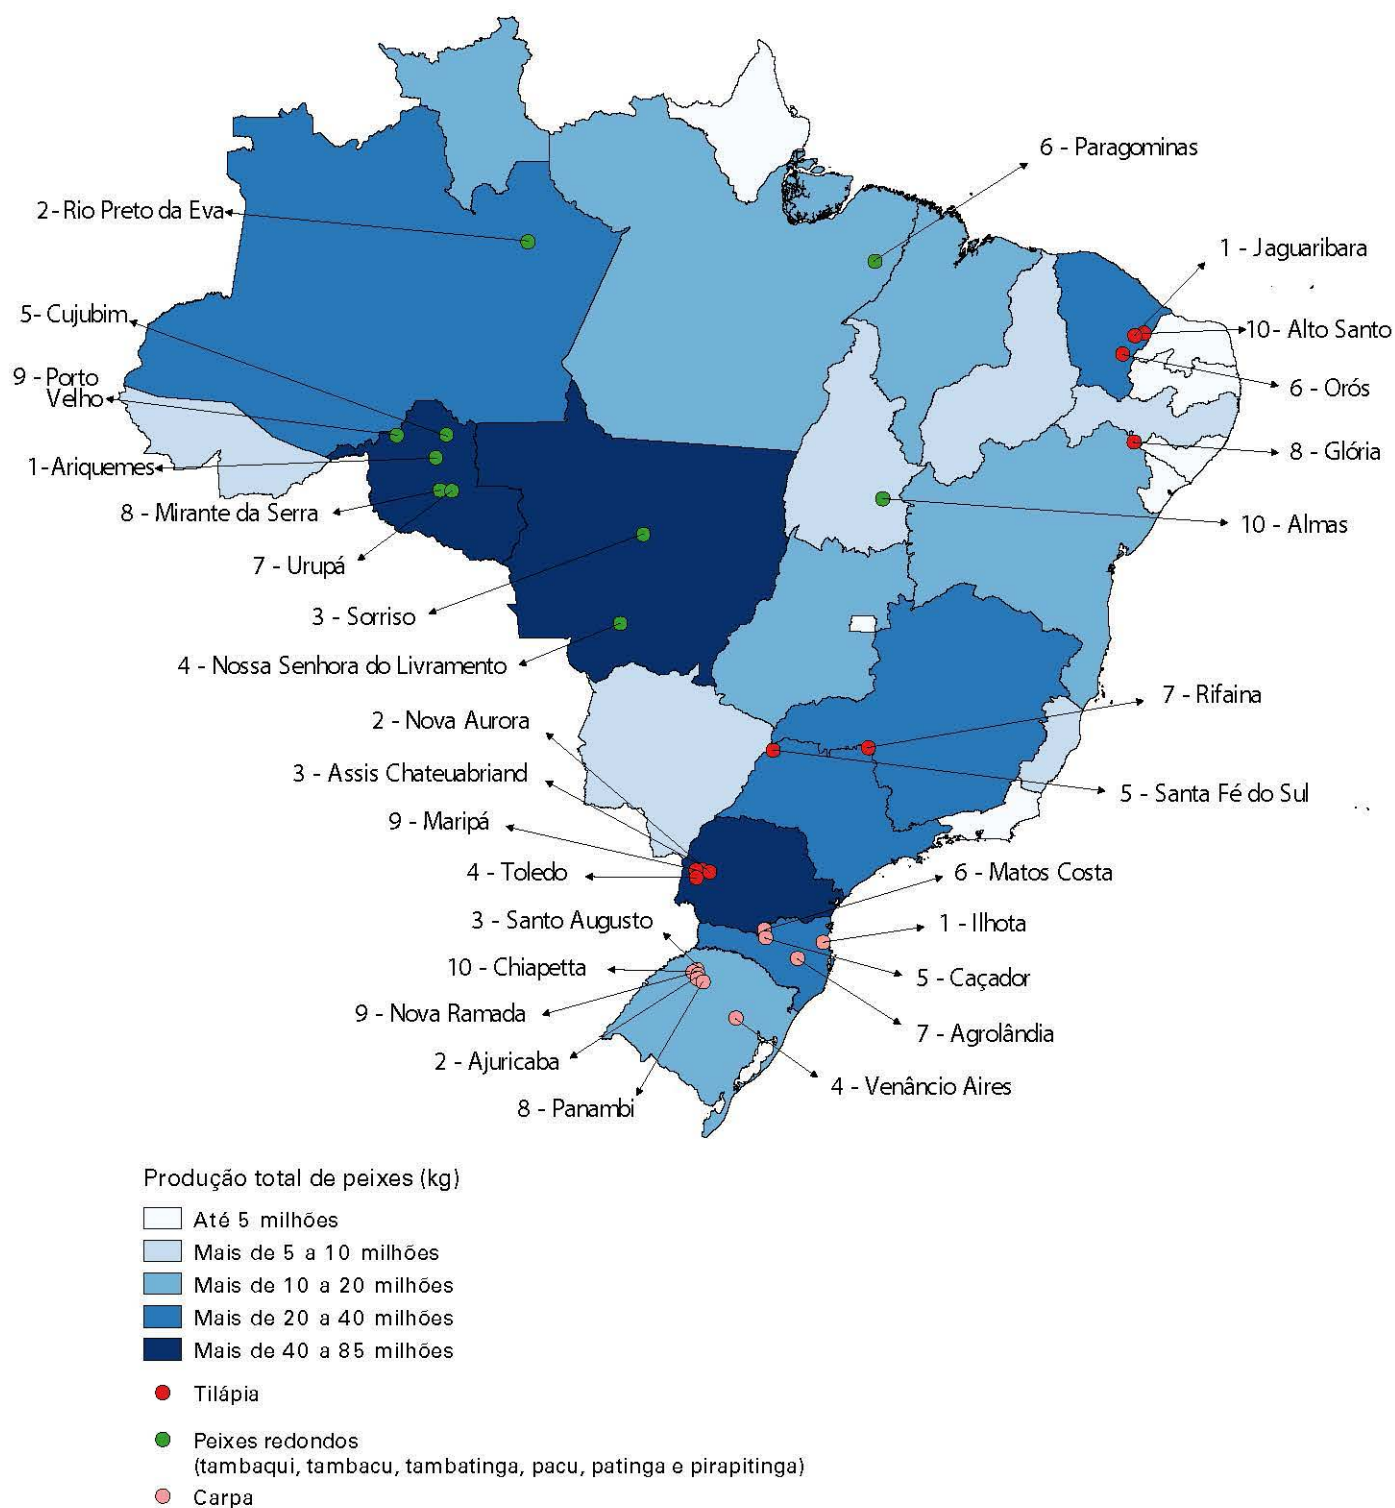 6 - Paragominas
2-Rio Preto da Eva
1 - Jaguaribara
5- Cujubim
10- Alto Santo
9 - Porto
Velho
6 - Orós
8 - Glória
1-Ariquemes
8 - Mirante da Serra
10 - Almas
7 - Urupá
3 - Sorriso
4 - Nossa Senhora do Livramento
7 - Rifaina
2 - Nova Aurora
3 - Assis Chateuabriand
5 - Santa Fé do Sul
9 - Maripá
4 - Toledo
6 - Matos Costa
3 - Santo Augusto
1 - Ilhota
10 - Chiapetta
5 - Caçador
9 - Nova Ramada
7 - Agrolândia
2 - Ajuricaba
4 - Venâncio Aires
8 - Panambi
Produção total de peixes (kg)
Até 5 milhões
Mais de 5 a 10 milhões
Mais de 10 a 20 milhões
Mais de 20 a 40 milhões
Mais de 40 a 85 milhões
Tilápia
Peixes redondos
(tambaqui, tambacu, tambatinga, pacu, patinga e pirapitinga)
Carpa